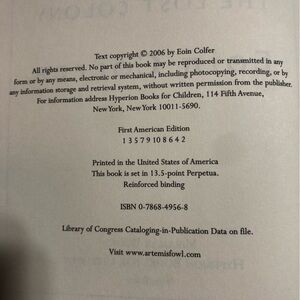 THE LOST COLONY
Text copyright © 2006 by Eoin Colfer
All rights reserved. No part of this book may be reproduced or transmitted in any
form or by any means, electronic or mechanical, including photocopying, recording, or by
any information storage and retrieval system, without written permission from the publisher.
For information address Hyperion Books for Children, 114 Fifth Avenue,
New York, New York 10011-5690.
First American Edition
1 3 5 7 9 10 8 6 4 2
Printed in the United States of America
This book is set in 13.5-point Perpetua.
Reinforced binding
ISBN 0-7868-4956-8
Library of Congress Cataloging-in-Publication Data on file.
Visit www.artemisfowl.com